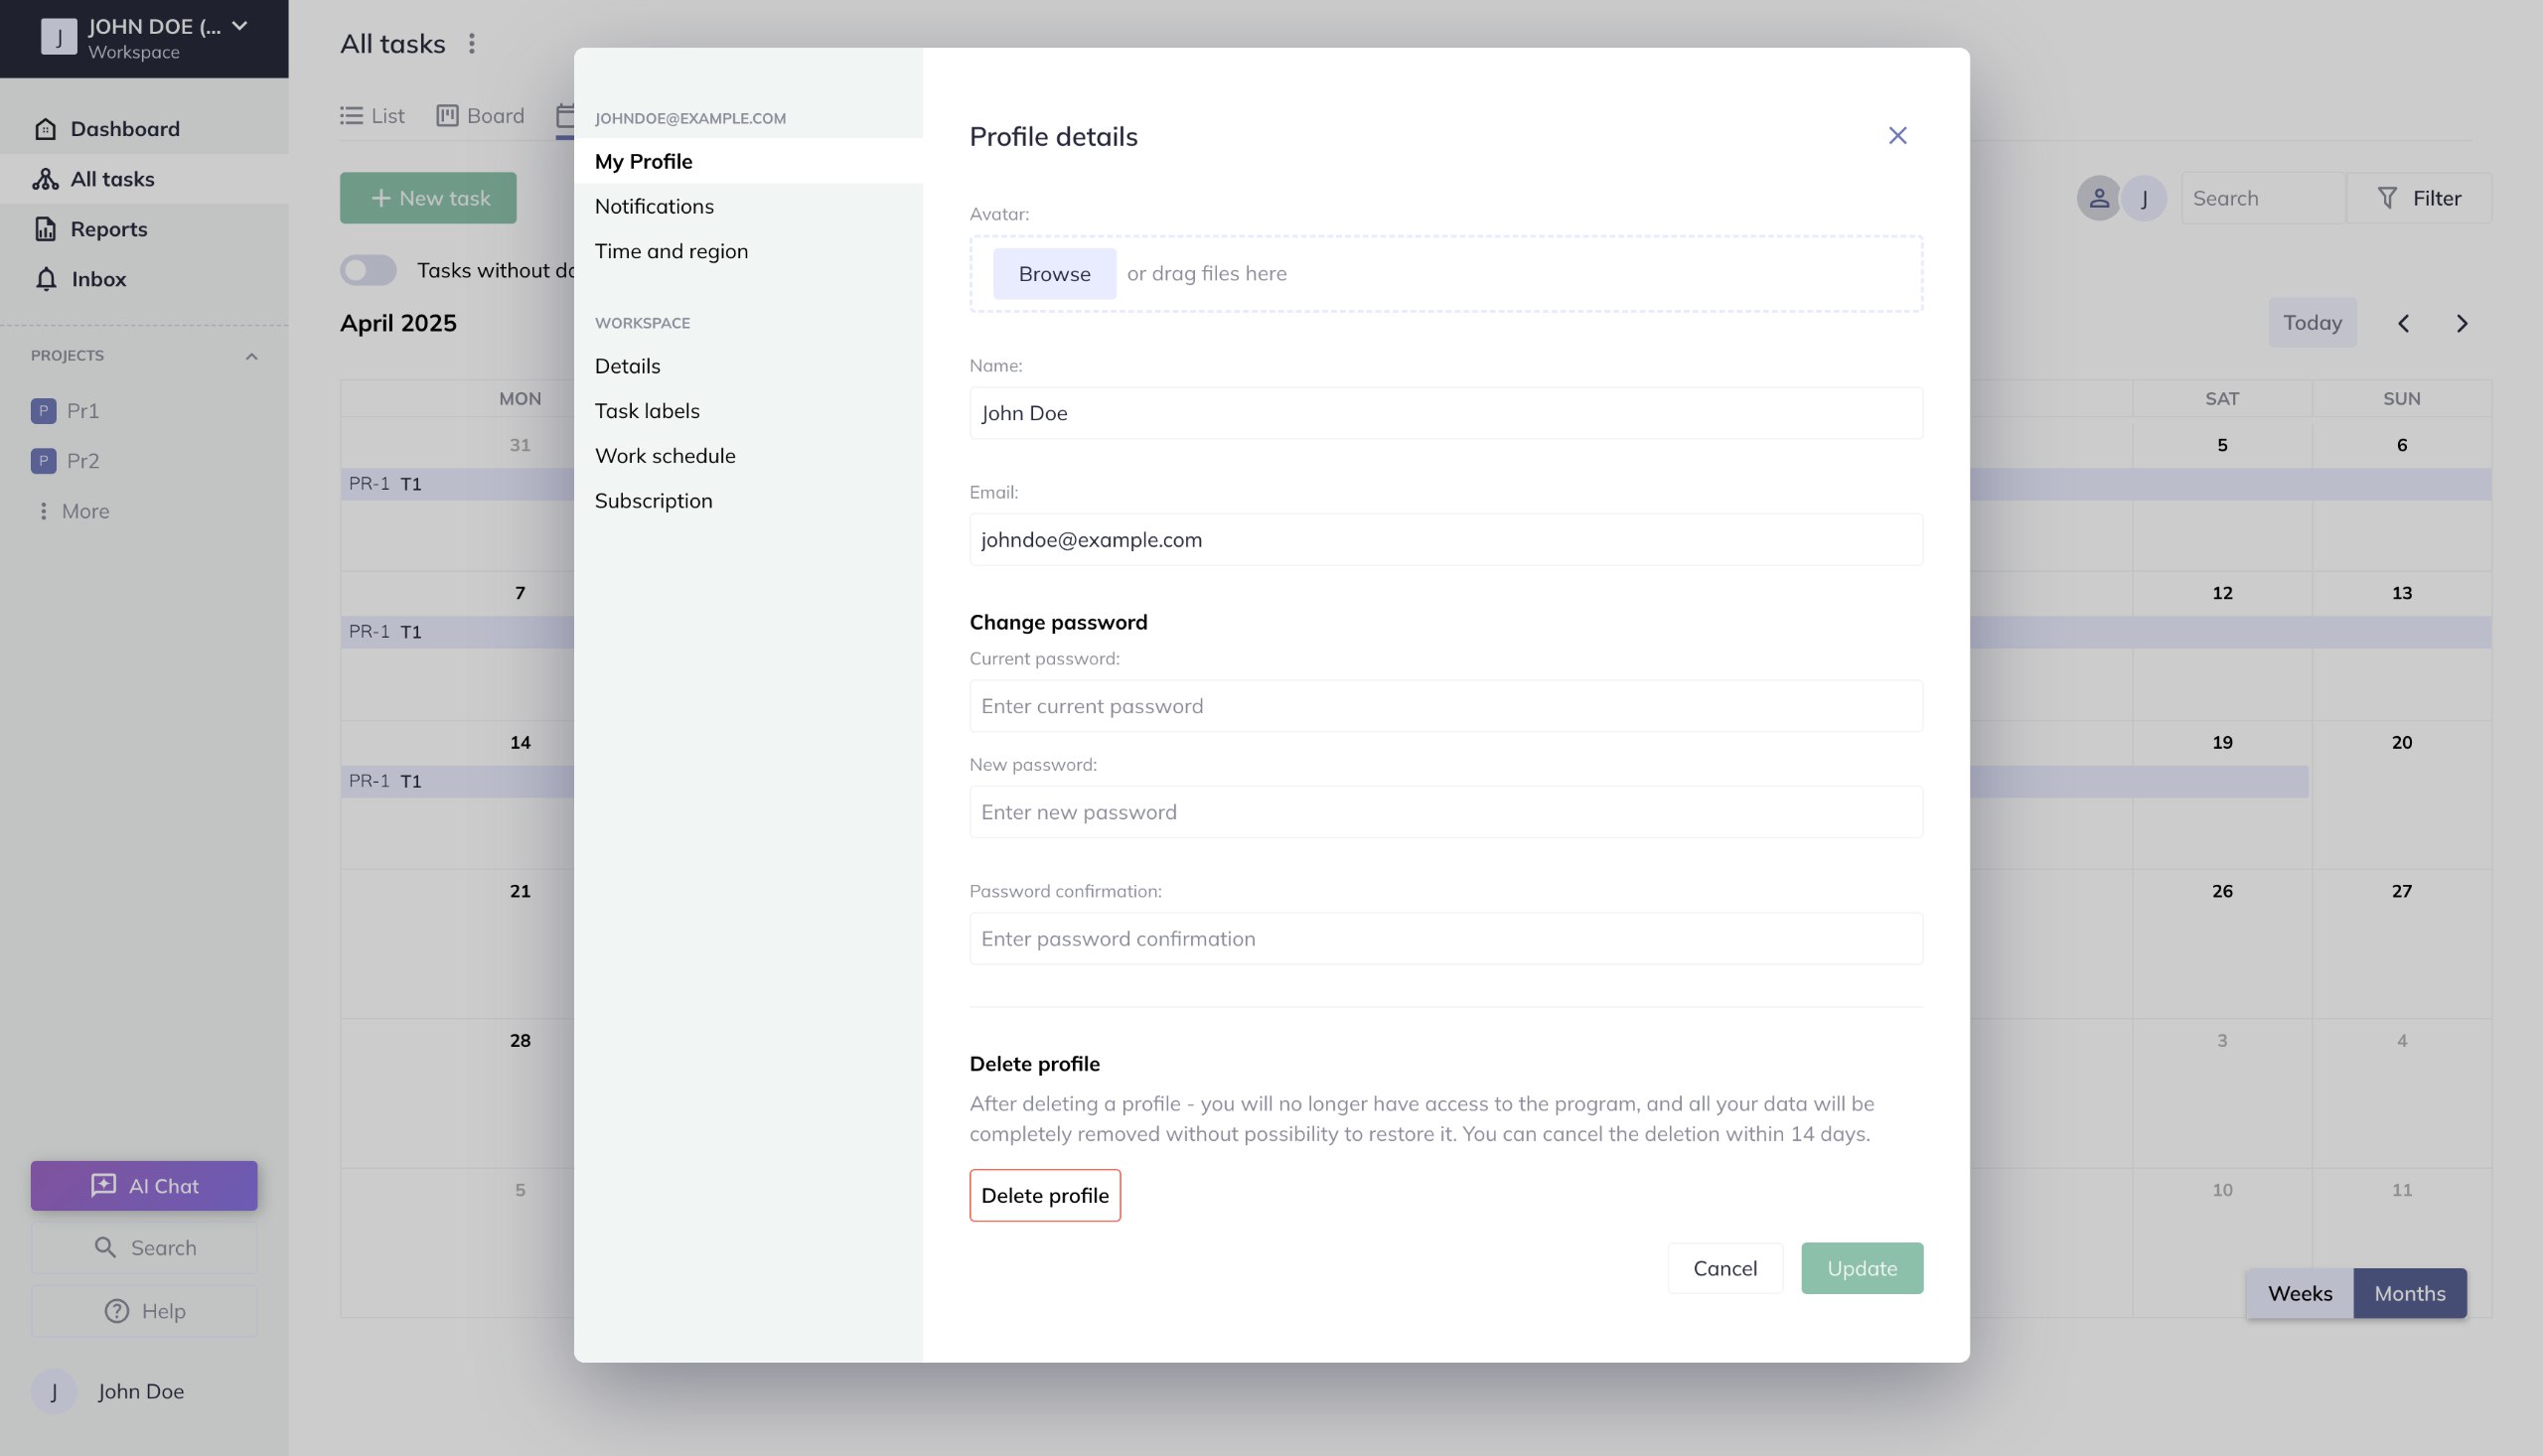 J
JOHN DOE (...
Workspace
Dashboard
All tasks
Reports
Inbox
PROJECTS
P Pr1
P Pr2
More
AI Chat
Search
Help
J John Doe
All tasks
List Board
New task
Tasks without da
April 2025
J
Search
Filter
Today
MON
SAT
SUN
31
5
6
PR-1 T1
7
12
13
PR-1 T1
14
19
20
PR-1 T1
21
26
27
28
3
4
5
10
11
Weeks
Months
JOHNDOE@EXAMPLE.COM
My Profile
Notifications
Time and region
WORKSPACE
Details
Task labels
Work schedule
Subscription
Profile details
Avatar:
Browse or drag files here
Name:
John Doe
Email:
johndoe@example.com
Change password
Current password:
Enter current password
New password:
Enter new password
Password confirmation:
Enter password confirmation
Delete profile
After deleting a profile - you will no longer have access to the program, and all your data will be
completely removed without possibility to restore it. You can cancel the deletion within 14 days.
Delete profile
Cancel
Update